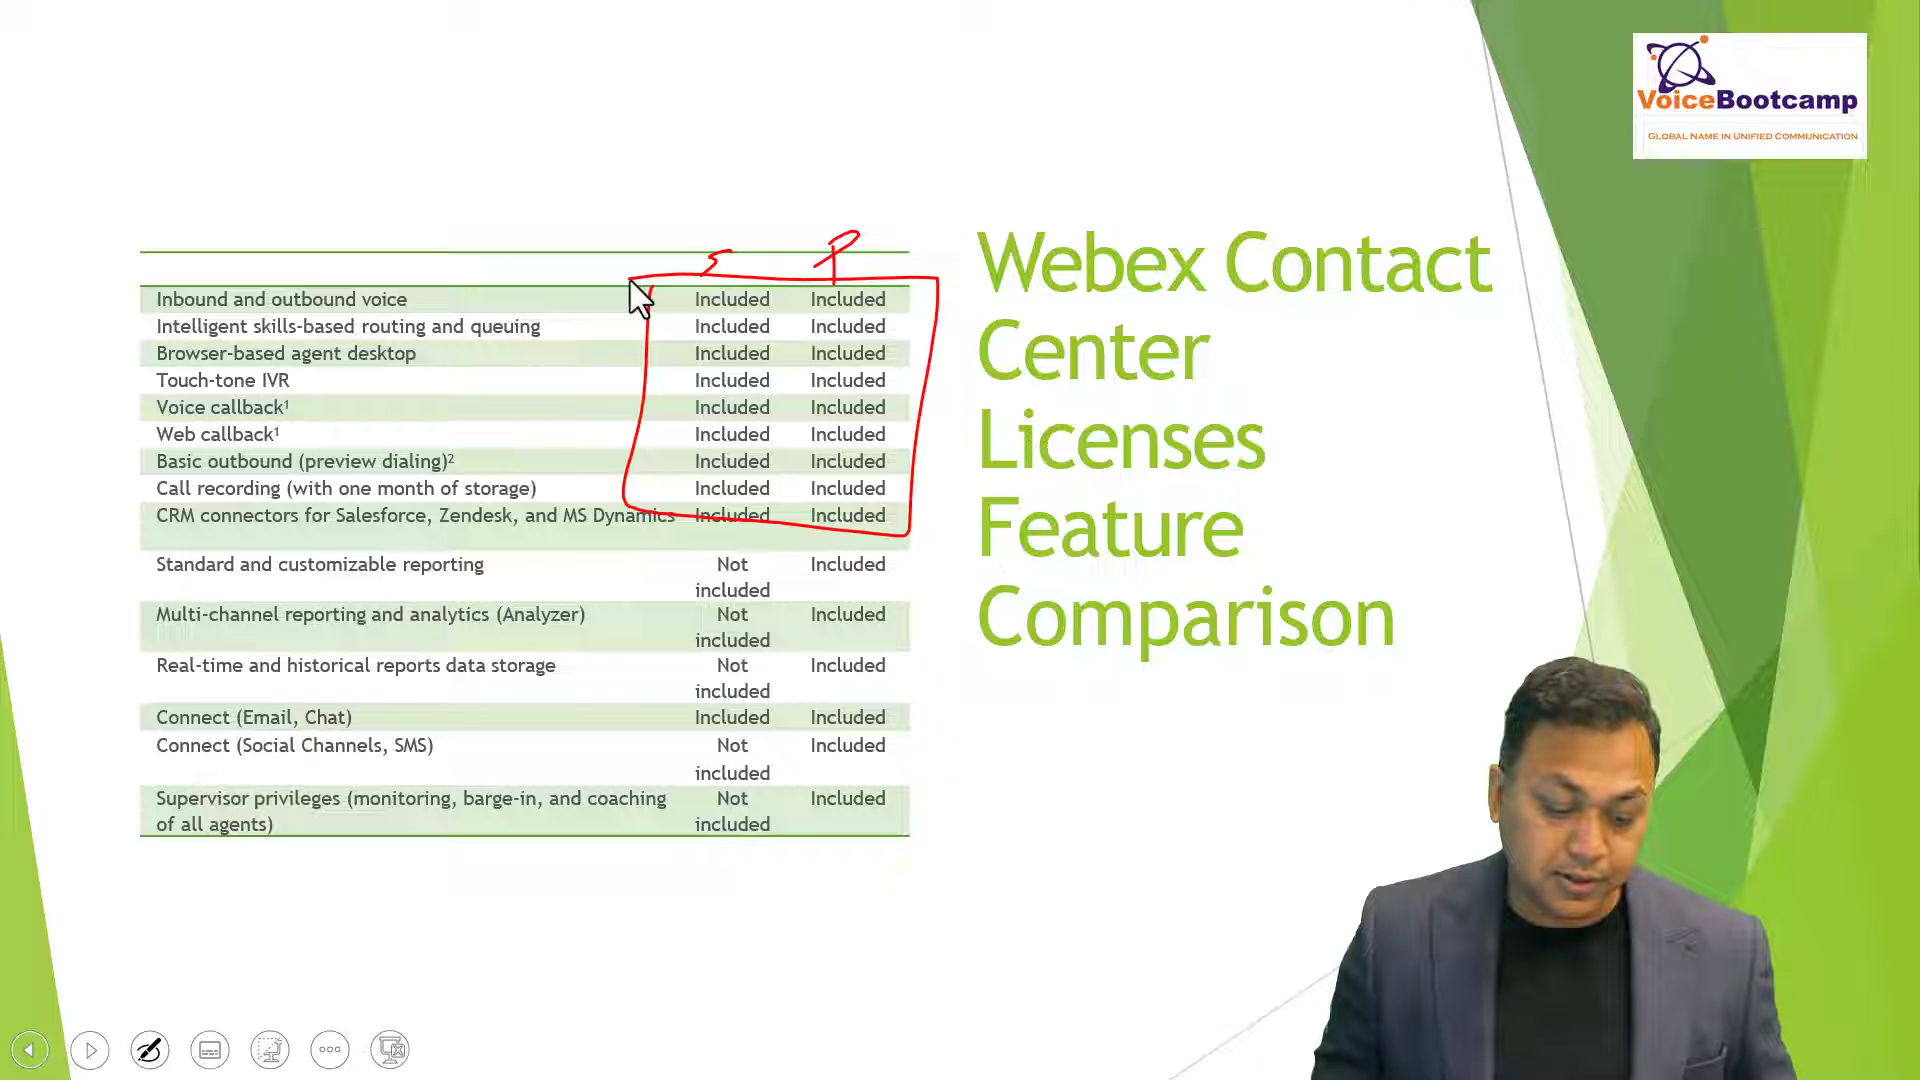 VoiceBootcamp
GLOBAL NAME IN UNIFIED COMMUNICATION
S P
Inbound and outbound voice Included Included
Intelligent skills-based routing and queuing Included Included
Browser-based agent desktop Included Included
Touch-tone IVR Included Included
Voice callback¹ Included Included
Web callback¹ Included Included
Basic outbound (preview dialing)² Included Included
Call recording (with one month of storage) Included Included
CRM connectors for Salesforce, Zendesk, and MS Dynamics Included Included
Standard and customizable reporting Not Included
included
Multi-channel reporting and analytics (Analyzer) Not Included
included
Real-time and historical reports data storage Not Included
included
Connect (Email, Chat) Included Included
Connect (Social Channels, SMS) Not Included
included
Supervisor privileges (monitoring, barge-in, and coaching Not Included
of all agents) included
Webex Contact
Center
Licenses
Feature
Comparison